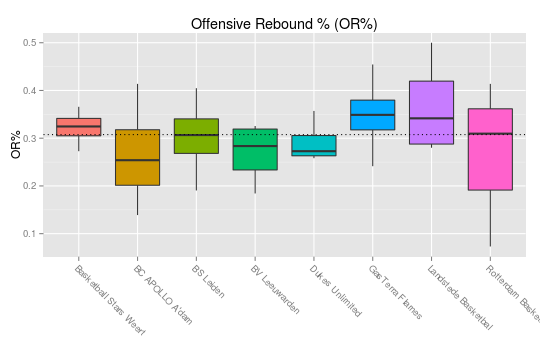 Offensive Rebound % (OR%)
OR%
0.5
0.4
0.3
0.2
0.1
Basketball Stars Weert
BC APOLLO A'dam
BS Leiden
BV Leeuwarden
Dukes Unlimited
GasTerra Flames
Landstede Basketbal
Rotterdam Baske